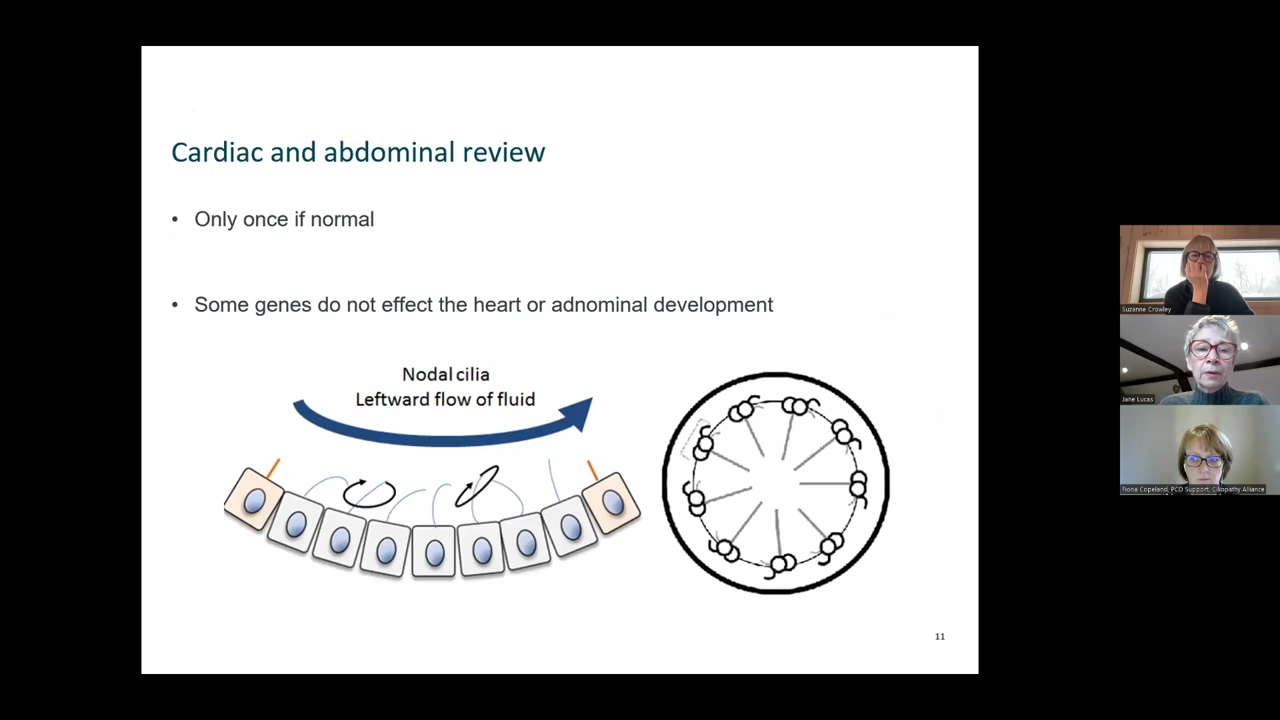 Cardiac and abdominal review
• Only once if normal
• Some genes do not effect the heart or adnominal development
Nodal cilia
Leftward flow of fluid
11
Suzanne Crowley
Jane Lucas
Fiona Copeland, PCD Support, Cikopathy Alliance